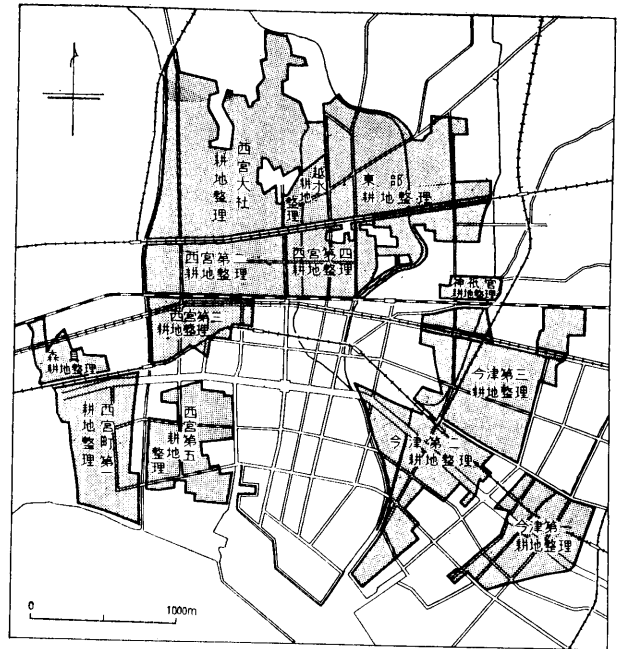 西宮大社
耕地整理
越水
耕地
整理
東部
耕地整理
西宮第二
耕地整理
西宮第四
耕地整理
神祇官
耕地整理
西宮第三
耕地整理
森具
耕地整理
今津第三
耕地整理
西宮町第一
耕地整理
西宮第五
耕地
整理
今津第二
耕地整理
今津第一
耕地整理
0 1000m